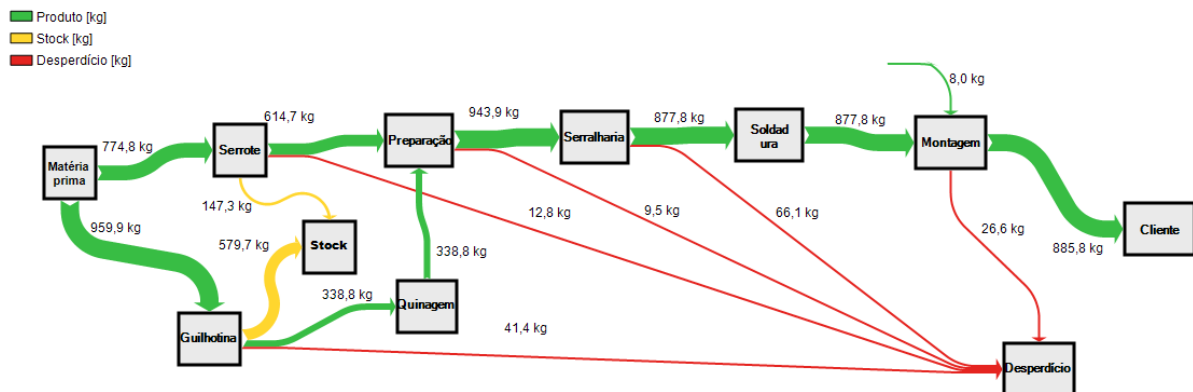 Produto [kg]
Stock [kg]
Desperdício [kg]
8,0 kg
614,7 kg
943,9 kg
877,8 kg
877,8 kg
774,8 kg
Serrote
Preparação
Serralharia
Soldad
ura
Montagem
Matéria
prima
147,3 kg
12,8 kg
9,5 kg
66,1 kg
26,6 kg
959,9 kg
579,7 kg
Stock
338,8 kg
885,8 kg
Cliente
338,8 kg
Quinagem
Guilhotina
41,4 kg
Desperdício